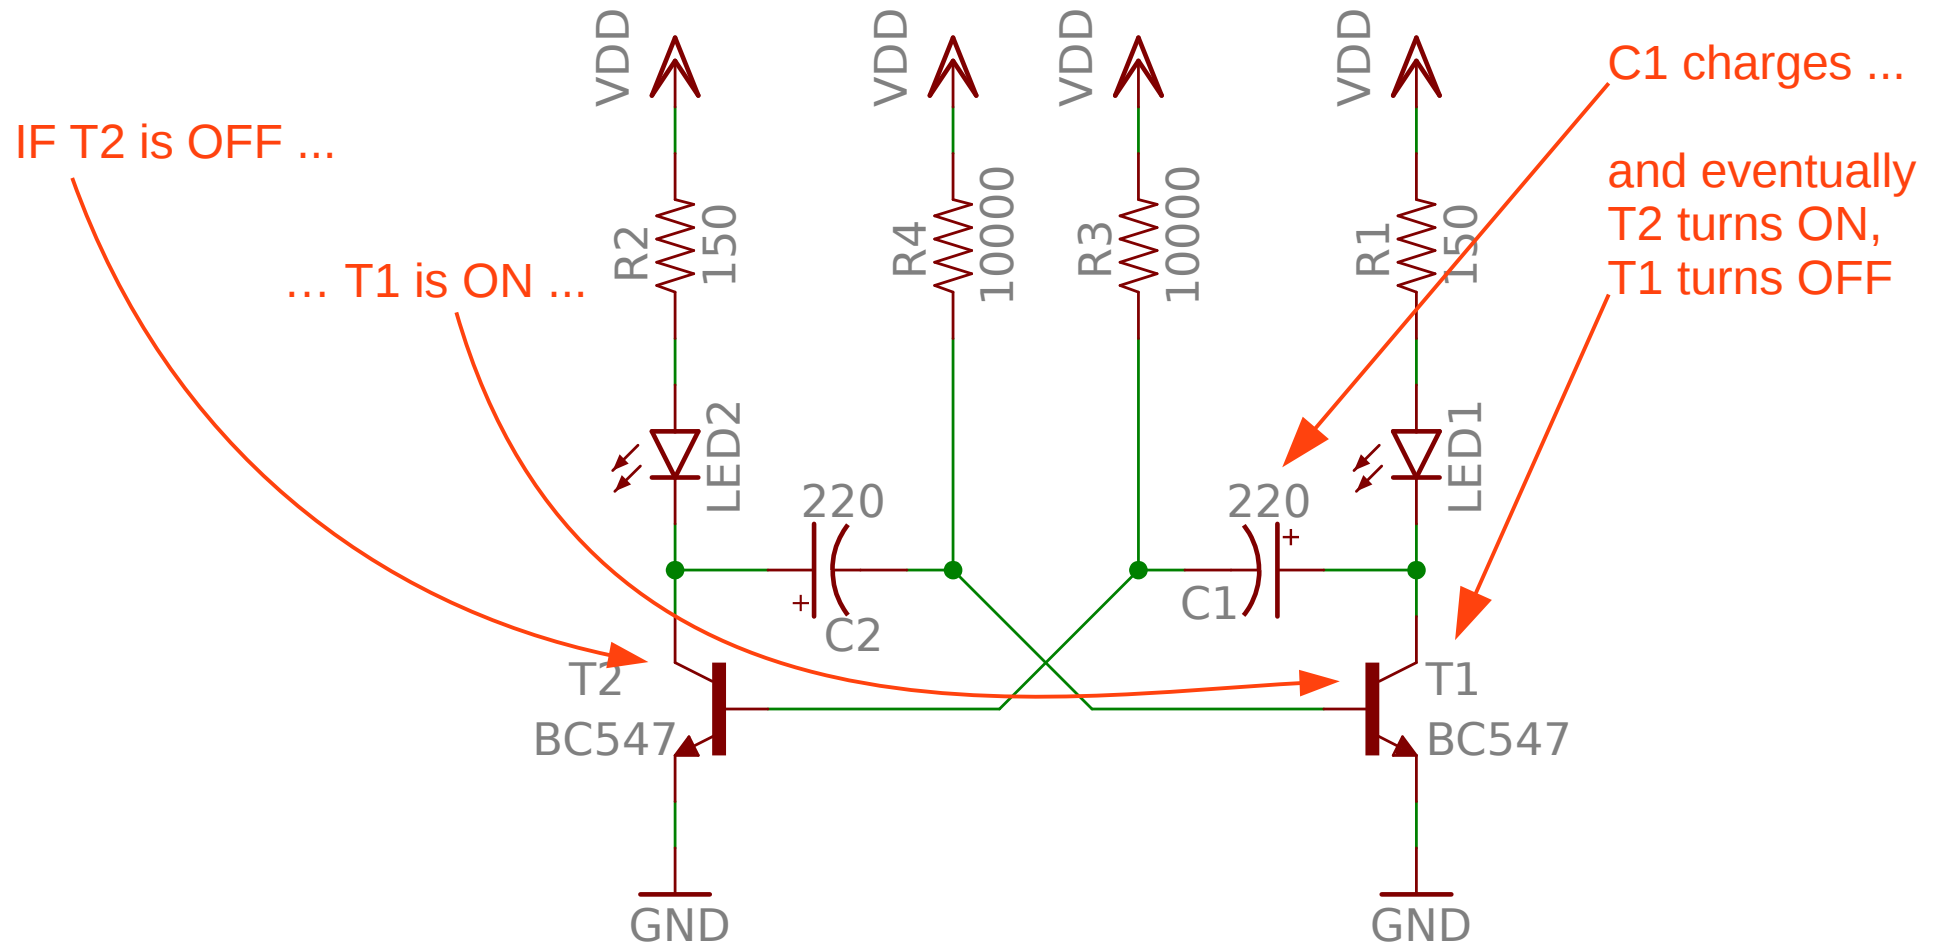 VDD
VDD
VDD
VDD
C1 charges ...
IF T2 is OFF ...
and eventually
T2 turns ON,
T1 turns OFF
... T1 is ON ...
R2
150
R4
10000
R3
10000
R1
150
LED2
LED1
220
220
+
+
C2
C1
T2
BC547
T1
BC547
GND
GND